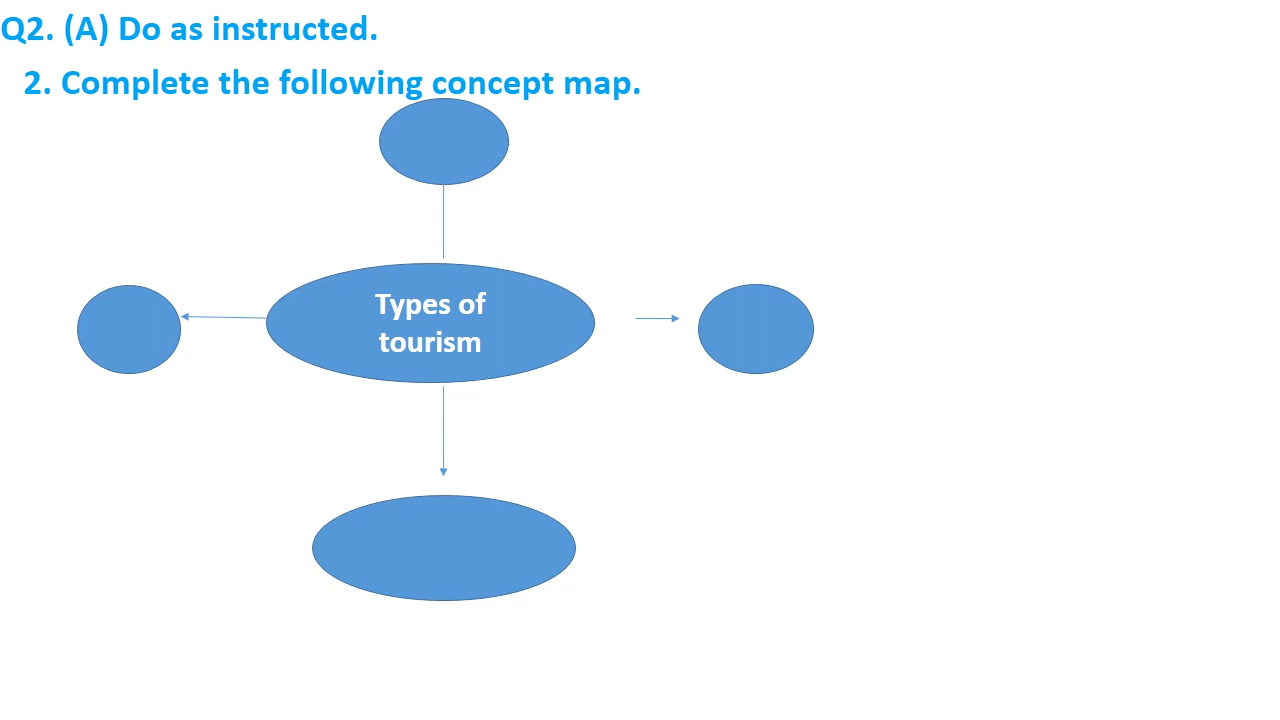 Q2. (A) Do as instructed.
2. Complete the following concept map.
Types of
tourism